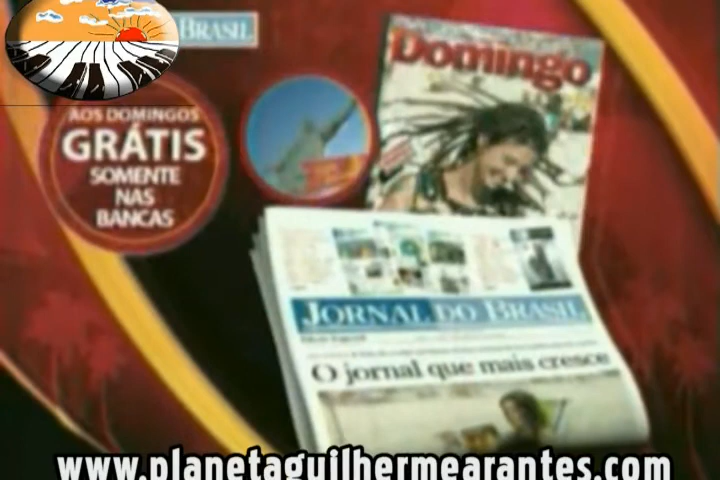 BRASIL
AOS DOMINGOS
GRÁTIS
SOMENTE
NAS
BANCAS
Domingo
JORNAL DO BRASIL
O jornal que mais cresce
www.planetaguilhermearantes.com